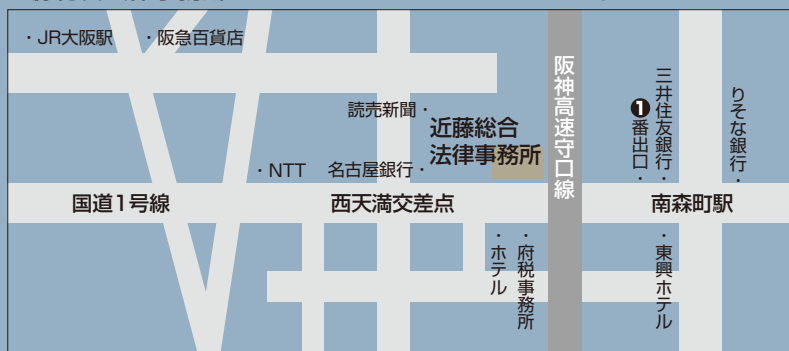 ・JR大阪駅
・阪急百貨店
読売新聞・
近藤総合
法律事務所
・NTT
名古屋銀行・
阪神高速守口線
❶番出口・
三井住友銀行・
りそな銀行・
国道1号線
西天満交差点
南森町駅
・ホテル
・府税事務所
・東興ホテル